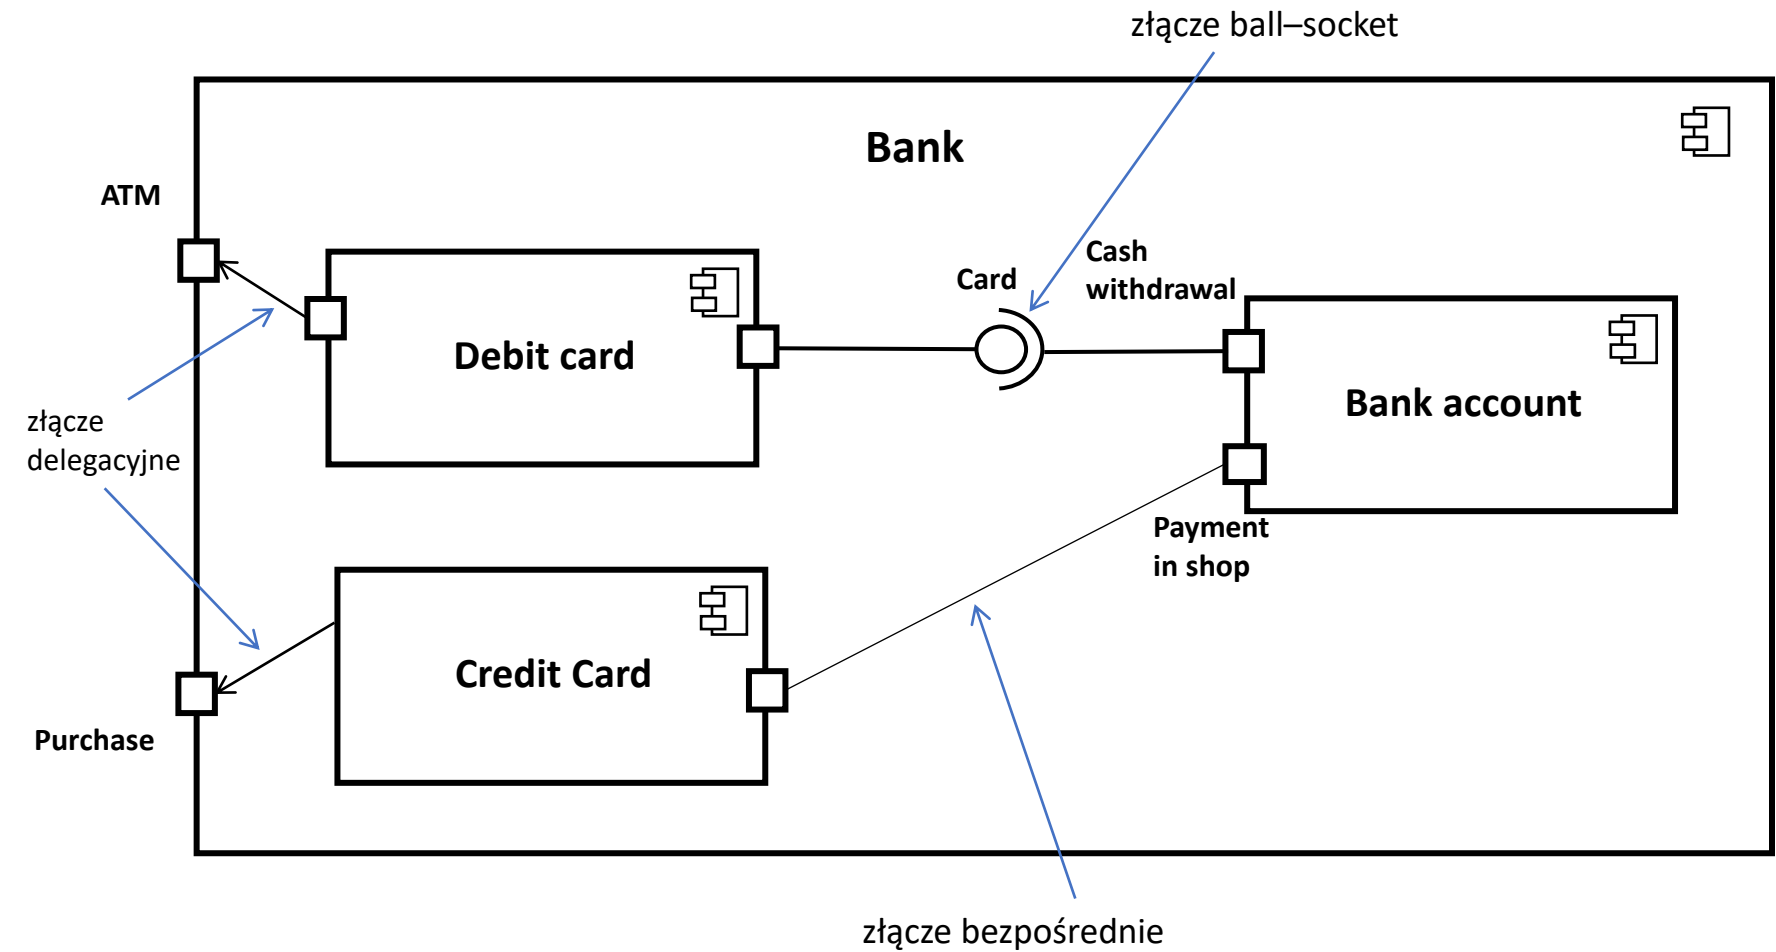 złącze ball–socket
Bank
ATM
Cash
withdrawal
Card
Debit card
Bank account
złącze
delegacyjne
Payment
in shop
Credit Card
Purchase
złącze bezpośrednie